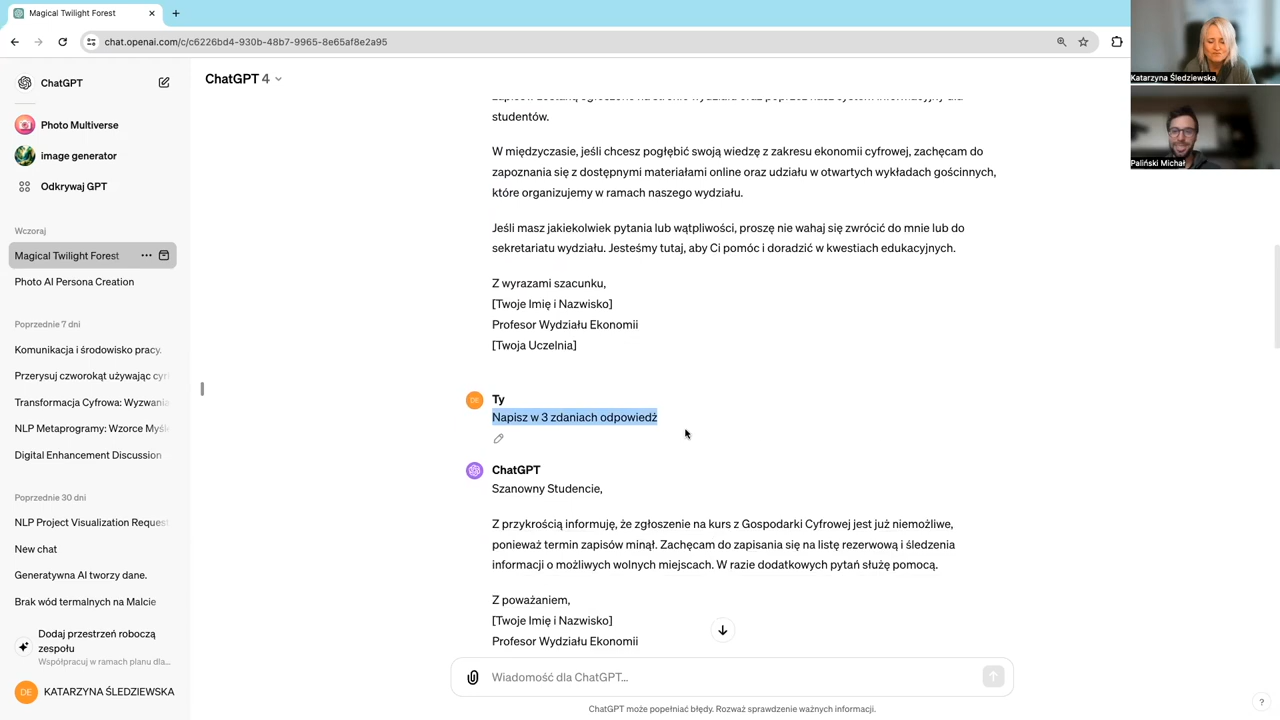 Magical Twilight Forest
chat.openai.com/c/c6226bd4-930b-48b7-9965-8e65af8e2a95
ChatGPT
Photo Multiverse
image generator
Odkrywaj GPT
Wczoraj
Magical Twilight Forest
Photo AI Persona Creation
Poprzednie 7 dni
Komunikacja i środowisko pracy.
Przerysuj czworokąt używając cyr
Transformacja Cyfrowa: Wyzwania
NLP Metaprogramy: Wzorce Myśle
Digital Enhancement Discussion
Poprzednie 30 dni
NLP Project Visualization Request
New chat
Generatywna AI tworzy dane.
Brak wód termalnych na Malcie
Dodaj przestrzeń roboczą
zespołu
Współpracuj w ramach planu dla...
DE
KATARZYNA ŚLEDZIEWSKA
ChatGPT 4
studentów.
W międzyczasie, jeśli chcesz pogłębić swoją wiedzę z zakresu ekonomii cyfrowej, zachęcam do
zapoznania się z dostępnymi materiałami online oraz udziału w otwartych wykładach gościnnych,
które organizujemy w ramach naszego wydziału.
Jeśli masz jakiekolwiek pytania lub wątpliwości, proszę nie wahaj się zwrócić do mnie lub do
sekretariatu wydziału. Jesteśmy tutaj, aby Ci pomóc i doradzić w kwestiach edukacyjnych.
Z wyrazami szacunku,
[Twoje Imię i Nazwisko]
Profesor Wydziału Ekonomii
[Twoja Uczelnia]
DE
Ty
Napisz w 3 zdaniach odpowiedż
ChatGPT
Szanowny Studencie,
Z przykrością informuję, że zgłoszenie na kurs z Gospodarki Cyfrowej jest już niemożliwe,
ponieważ termin zapisów minął. Zachęcam do zapisania się na listę rezerwową i śledzenia
informacji o możliwych wolnych miejscach. W razie dodatkowych pytań służę pomocą.
Z poważaniem,
[Twoje Imię i Nazwisko]
Profesor Wydziału Ekonomii
Wiadomość dla ChatGPT...
ChatGPT może popełniać błędy. Rozważ sprawdzenie ważnych informacji.
?
Katarzyna Śledziewska
Paliński Michał